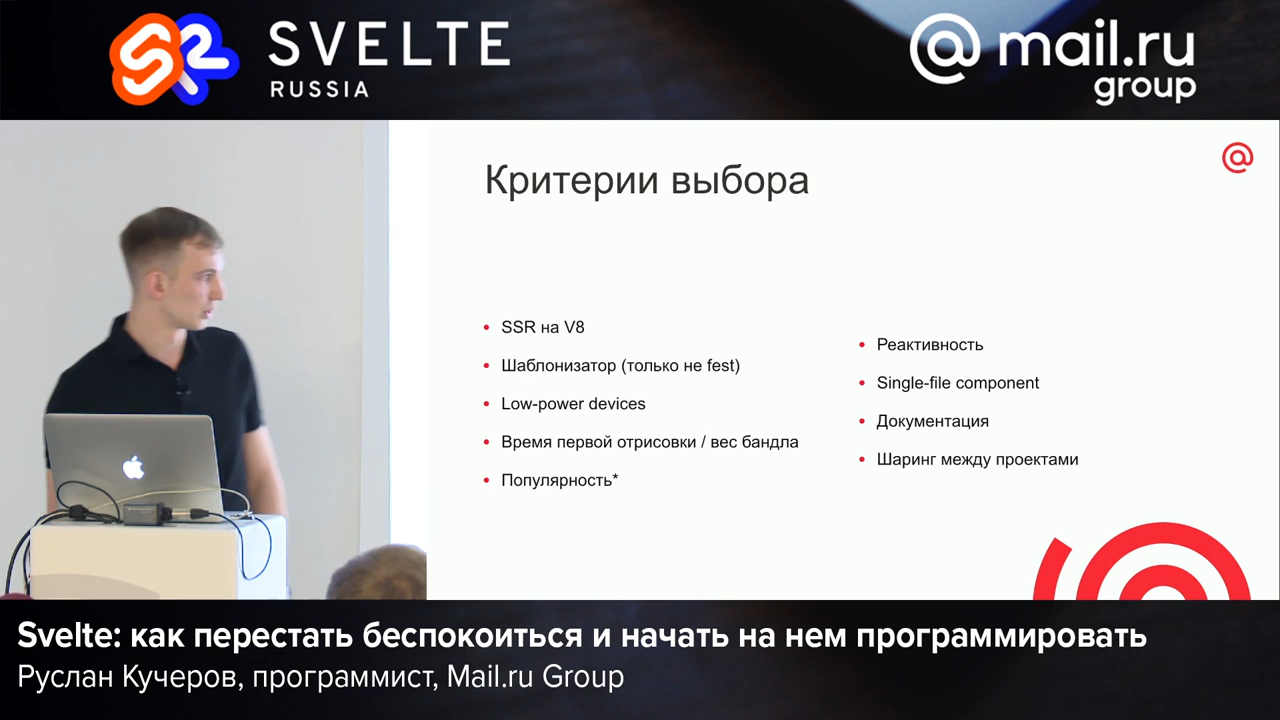 SVELTE
RUSSIA
@mail.ru
group
Критерии выбора
@
• SSR на V8
• Шаблонизатор (только не fest)
• Low-power devices
• Время первой отрисовки / вес бандла
• Популярность*
• Реактивность
• Single-file component
• Документация
• Шаринг между проектами
Svelte: как перестать беспокоиться и начать на нем программировать
Руслан Кучеров, программист, Mail.ru Group